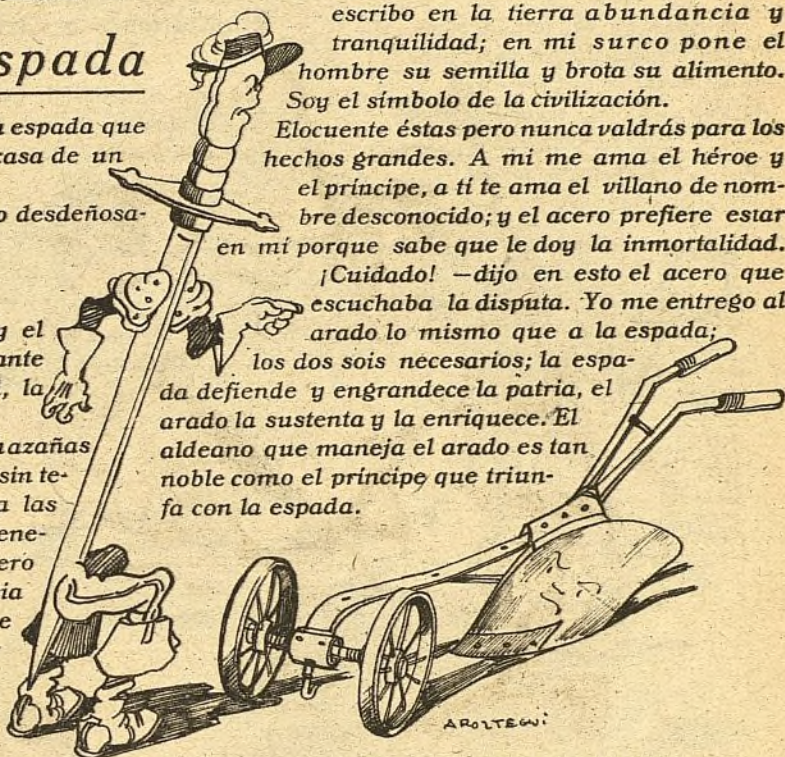 spada
a espada que
casa de un
o desdeñosa-
y el
ante
, la
azañas
sin te-
a las
ene-
ero
ia
e
escribo en la tierra abundancia y
tranquilidad; en mi surco pone el
hombre su semilla y brota su alimento.
Soy el símbolo de la civilización.
Elocuente éstas pero nunca valdrás para los
hechos grandes. A mi me ama el héroe y
el príncipe, a tí te ama el villano de nom-
bre desconocido; y el acero prefiere estar
en mí porque sabe que le doy la inmortalidad.
¡Cuidado! —dijo en esto el acero que
escuchaba la disputa. Yo me entrego al
arado lo mismo que a la espada;
los dos sois necesarios; la espa-
da defiende y engrandece la patria, el
arado la sustenta y la enriquece. El
aldeano que maneja el arado es tan
noble como el príncipe que triun-
fa con la espada.
AROZTEGUI